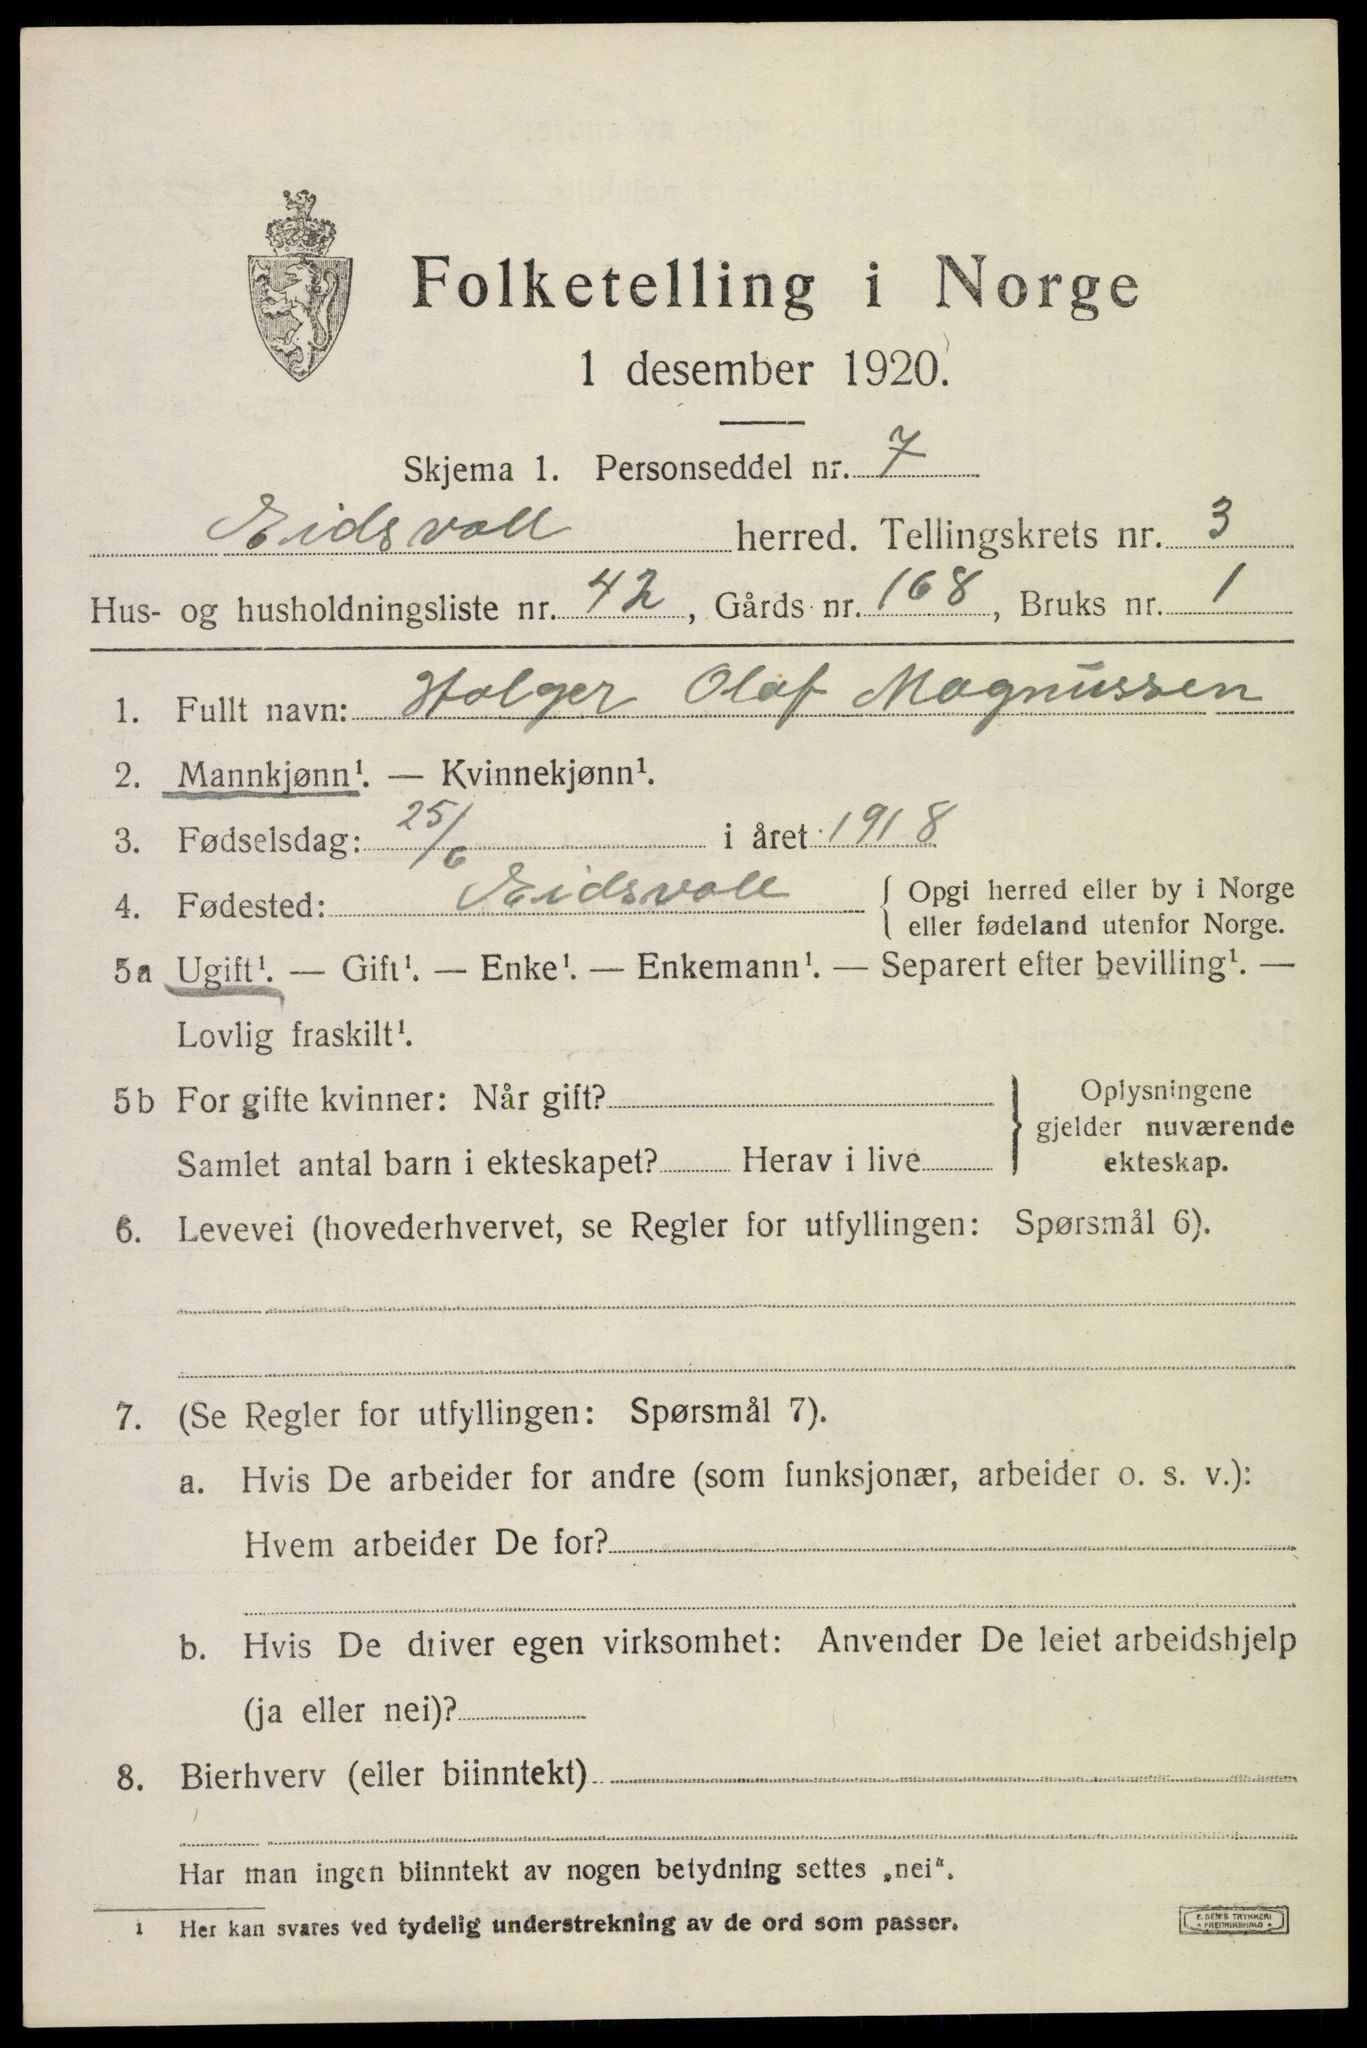 Folketelling i Norge
1 desember 1920.
Skjema 1. Personseddel nr. 7
Eidsvoll herred. Tellingskrets nr. 3
Hus- og husholdningsliste nr. 42, Gårds nr. 168, Bruks nr. 1
1. Fullt navn: Holger Olaf Magnussen
2. Mannkjønn¹. — Kvinnekjønn¹.
3. Fødselsdag: 25/6 i året 1918
4. Fødested: Eidsvoll { Opgi herred eller by i Norge
eller fødeland utenfor Norge.
5a Ugift¹. — Gift¹. — Enke¹. — Enkemann¹. — Separert efter bevilling¹. —
Lovlig fraskilt¹.
5b For gifte kvinner: Når gift?
Samlet antal barn i ekteskapet? Herav i live
Oplysningene
gjelder nuværende
ekteskap.
6. Levevei (hovederhvervet, se Regler for utfyllingen: Spørsmål 6).
7. (Se Regler for utfyllingen: Spørsmål 7).
a. Hvis De arbeider for andre (som funksjonær, arbeider o. s. v.):
Hvem arbeider De for?
b. Hvis De driver egen virksomhet: Anvender De leiet arbeidshjelp
(ja eller nei)?
8. Bierhverv (eller biinntekt)
Har man ingen biinntekt av nogen betydning settes „nei“.
1 Her kan svares ved tydelig understrekning av de ord som passer.
E. SEM'S TRYKKERI
• FREDRIKSHALD •